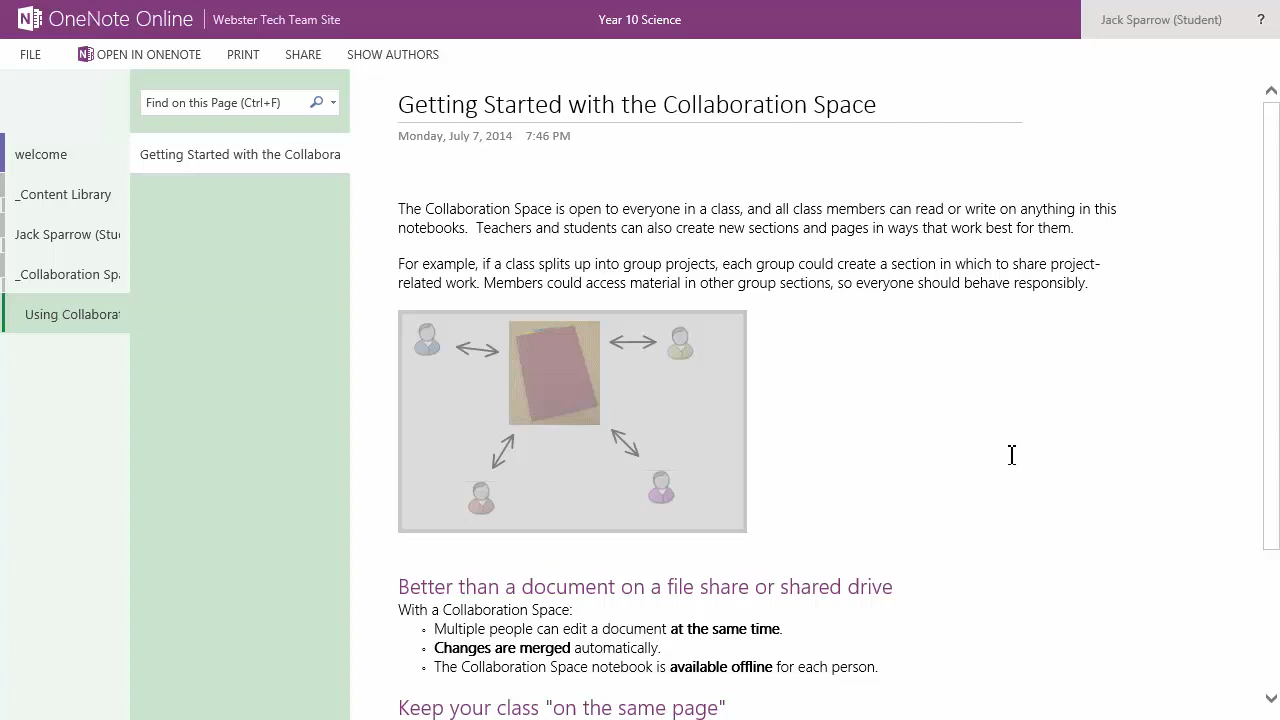 OneNote Online
Webster Tech Team Site
Year 10 Science
Jack Sparrow (Student)
?
FILE
OPEN IN ONENOTE
PRINT
SHARE
SHOW AUTHORS
welcome
_Content Library
Jack Sparrow (Stu
_Collaboration Spa
Using Collabora
Find on this Page (Ctrl+F)
Getting Started with the Collabora
Getting Started with the Collaboration Space
Monday, July 7, 2014 7:46 PM
The Collaboration Space is open to everyone in a class, and all class members can read or write on anything in this
notebooks. Teachers and students can also create new sections and pages in ways that work best for them.
For example, if a class splits up into group projects, each group could create a section in which to share project-
related work. Members could access material in other group sections, so everyone should behave responsibly.
Better than a document on a file share or shared drive
With a Collaboration Space:
◦ Multiple people can edit a document at the same time.
◦ Changes are merged automatically.
◦ The Collaboration Space notebook is available offline for each person.
Keep your class "on the same page"